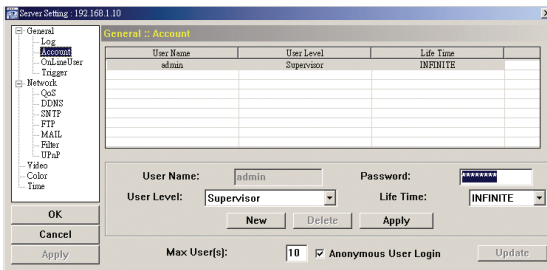 Server Setting : 192.168.1.10
General
Log
Account
OnLineUser
Trigger
Network
QoS
DDNS
SNTP
FTP
MAIL
Filter
UPnP
Video
Color
Time
OK
Cancel
Apply
General :: Account
User Name User Level Life Time
admin Supervisor INFINITE
User Name: admin Password: ********
User Level: Supervisor Life Time: INFINITE
New Delete Apply
Max User(s): 10 Anonymous User Login Update